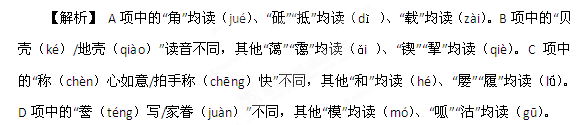 【解析】 A 项中的“角”均读（jué）、“砥”“抵”均读（dǐ ）、“载”均读（zài）。B 项中的“贝
壳（ké）/地壳（qiào）”读音不同，其他“蔼”“霭”均读（ǎi ）、“锲”“挈”均读（qiè）。C 项
中的“称（chèn）心如意/拍手称（chēng）快”不同，其他“和”均读（hé）、“屡”“履”均读（lǚ）。
D 项中的“誊（téng）写/家眷（juàn）”不同，其他“模”均读（mó）、“呱”“沽”均读（gū）。